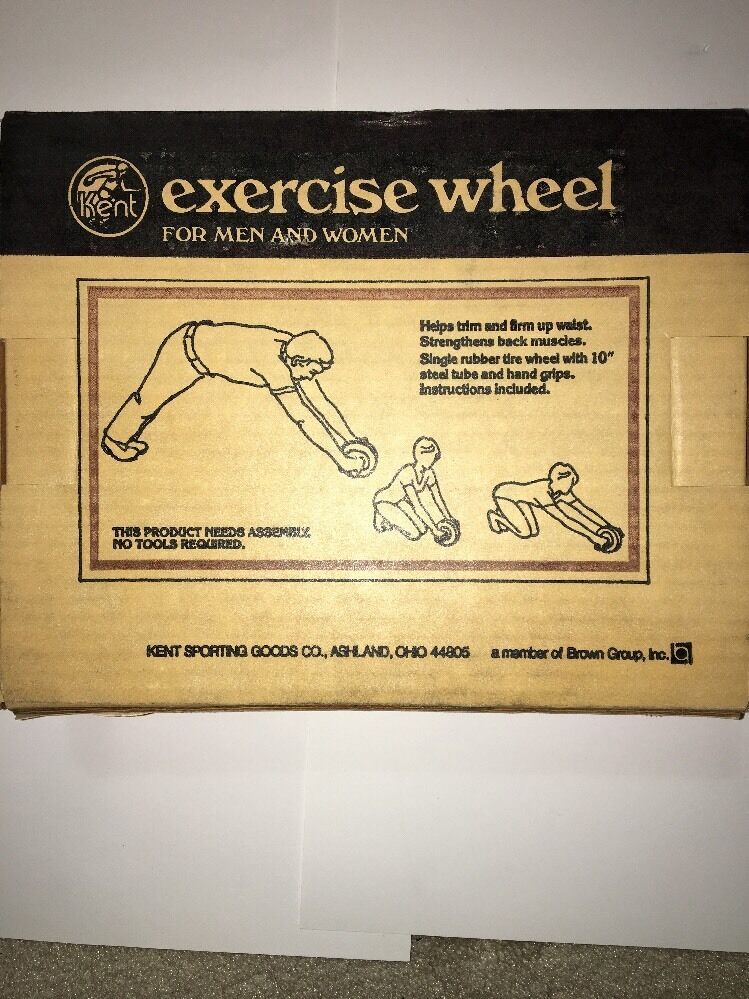 Kent
exercise wheel
FOR MEN AND WOMEN
Helps trim and firm up waist.
Strengthens back muscles.
Single rubber tire wheel with 10"
steel tube and hand grips.
Instructions included.
THIS PRODUCT NEEDS ASSEMBLY.
NO TOOLS REQUIRED.
KENT SPORTING GOODS CO., ASHLAND, OHIO 44805 a member of Brown Group, Inc.